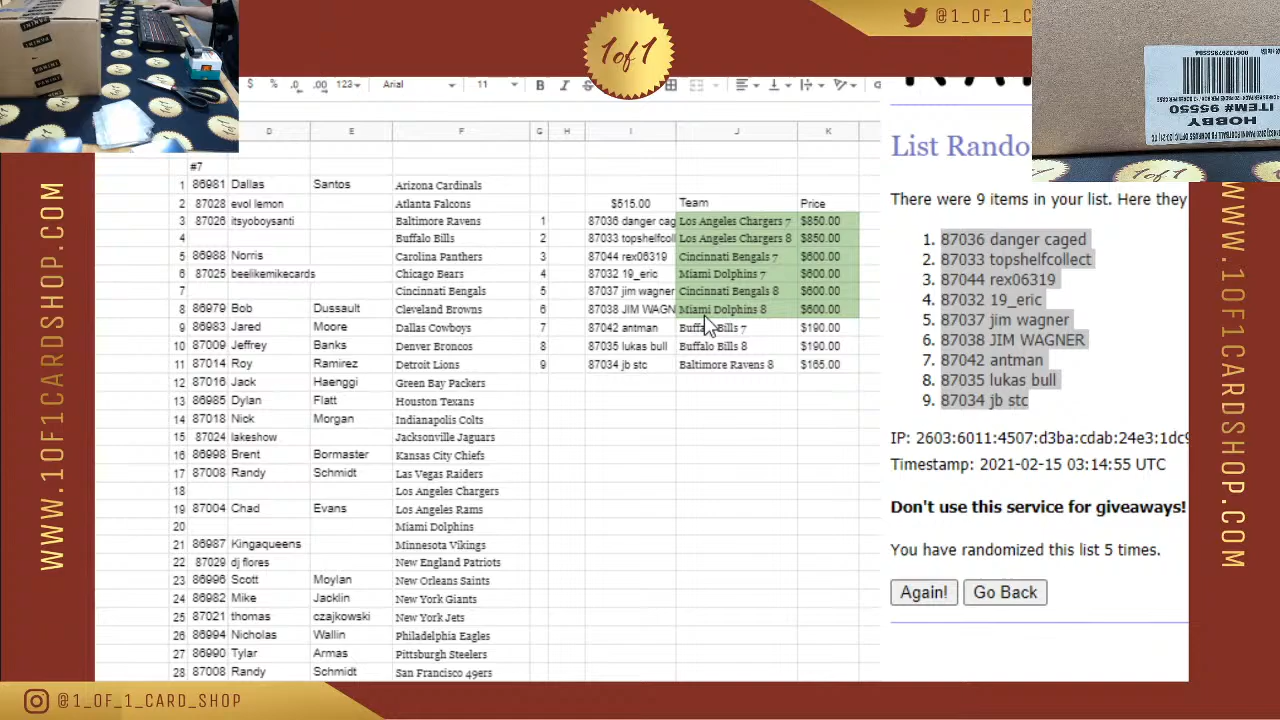 @1_OF_1_C
1of1
$ % .0 .00 123 Arial 11 B I S
D E F G H I J K
#7
1 86981 Dallas Santos Arizona Cardinals
2 87028 evol lemon Atlanta Falcons $515.00 Team Price
3 87026 itsyoboysanti Baltimore Ravens 1 87036 danger cag Los Angeles Chargers 7 $850.00
4 Buffalo Bills 2 87033 topshelfcoll Los Angeles Chargers 8 $850.00
5 86988 Norris Carolina Panthers 3 87044 rex06319 Cincinnati Bengals 7 $600.00
6 87025 beelikemikecards Chicago Bears 4 87032 19_eric Miami Dolphins 7 $600.00
7 Cincinnati Bengals 5 87037 jim wagner Cincinnati Bengals 8 $600.00
8 86979 Bob Dussault Cleveland Browns 6 87038 JIM WAGN Miami Dolphins 8 $600.00
9 86983 Jared Moore Dallas Cowboys 7 87042 antman Buffalo Bills 7 $190.00
10 87009 Jeffrey Banks Denver Broncos 8 87035 lukas bull Buffalo Bills 8 $190.00
11 87014 Roy Ramirez Detroit Lions 9 87034 jb stc Baltimore Ravens 8 $165.00
12 87016 Jack Haenggi Green Bay Packers
13 86985 Dylan Flatt Houston Texans
14 87018 Nick Morgan Indianapolis Colts
15 87024 lakeshow Jacksonville Jaguars
16 86998 Brent Bormaster Kansas City Chiefs
17 87008 Randy Schmidt Las Vegas Raiders
18 Los Angeles Chargers
19 87004 Chad Evans Los Angeles Rams
20 Miami Dolphins
21 86987 Kingaqueens Minnesota Vikings
22 87029 dj flores New England Patriots
23 86996 Scott Moylan New Orleans Saints
24 86982 Mike Jacklin New York Giants
25 87021 thomas czajkowski New York Jets
26 86994 Nicholas Wallin Philadelphia Eagles
27 86990 Tylar Armas Pittsburgh Steelers
28 87008 Randy Schmidt San Francisco 49ers
List Rando
There were 9 items in your list. Here they
1. 87036 danger caged
2. 87033 topshelfcollect
3. 87044 rex06319
4. 87032 19_eric
5. 87037 jim wagner
6. 87038 JIM WAGNER
7. 87042 antman
8. 87035 lukas bull
9. 87034 jb stc
IP: 2603:6011:4507:d3ba:cdab:24e3:1dc9
Timestamp: 2021-02-15 03:14:55 UTC
Don't use this service for giveaways!
You have randomized this list 5 times.
Again! Go Back
ITEM# 95550
HOBBY
PANINI
PANINI
PANINI
WWW.1OF1CARDSHOP.COM
WWW.1OF1CARDSHOP.COM
@1_OF_1_CARD_SHOP